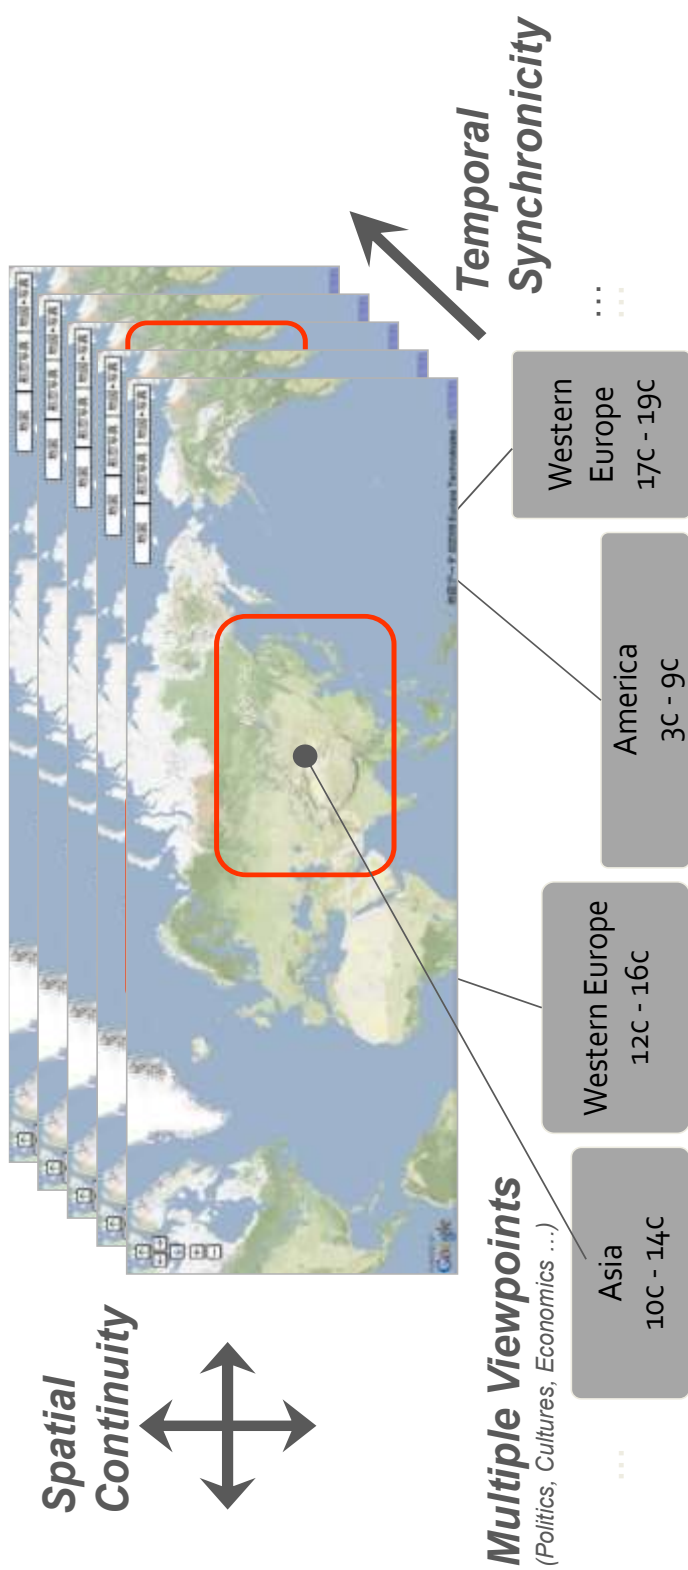 Spatial
Continuity
Temporal
Synchronicity
Multiple Viewpoints
(Politics, Cultures, Economics ...)
...
Asia
10C - 14C
Western Europe
12C - 16C
America
3C - 9C
Western
Europe
17C - 19C
...
...
Google